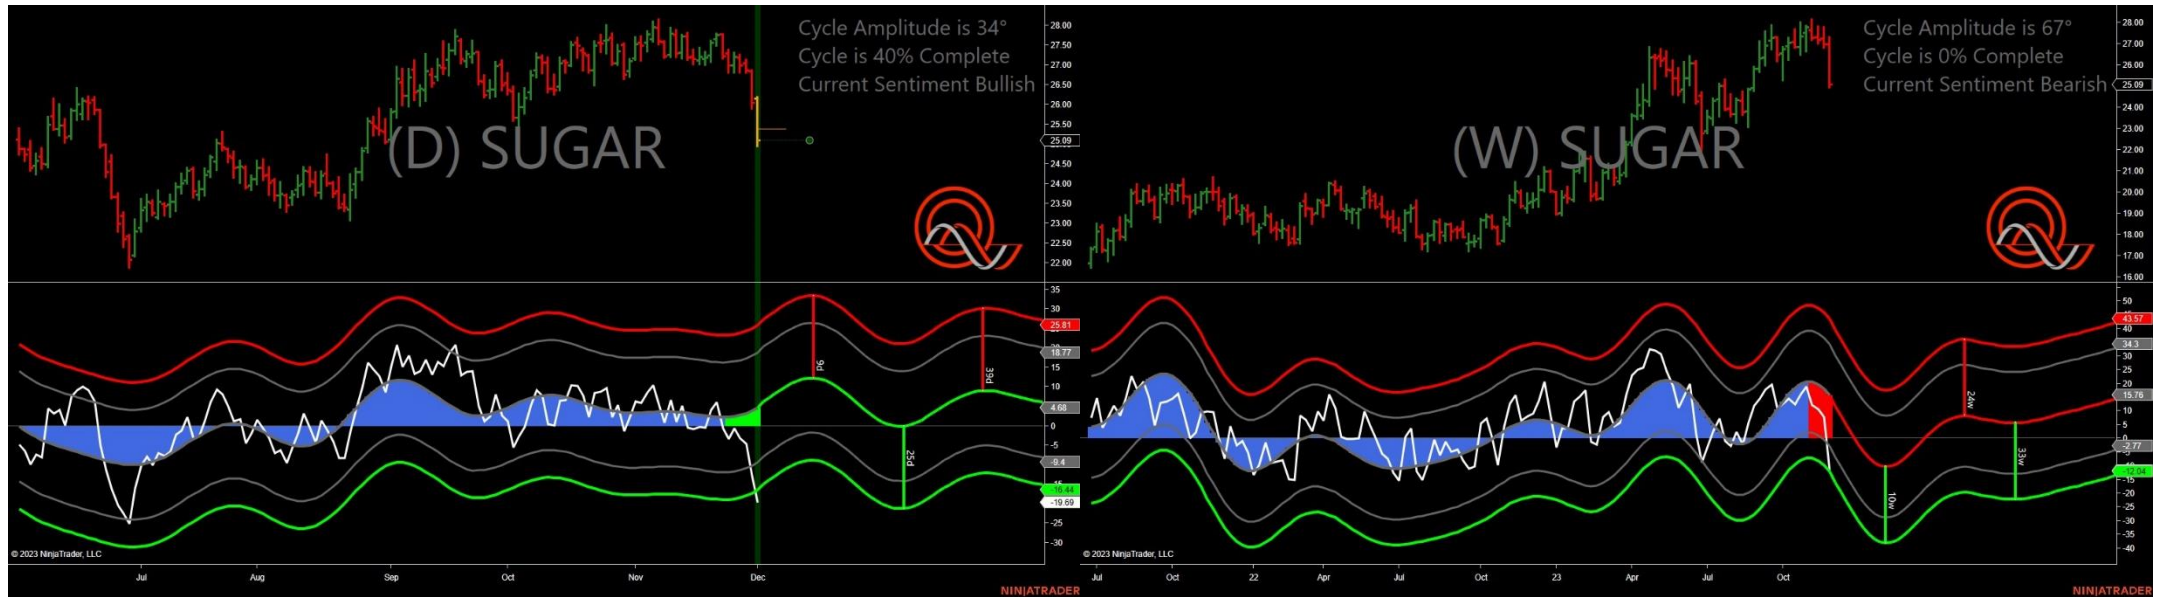 Cycle Amplitude is 34°
Cycle is 40% Complete
Current Sentiment Bullish
(D) SUGAR
28.00
27.50
27.00
26.50
26.00
25.50
25.09
24.50
24.00
23.50
23.00
22.50
22.00
35
30
25.81
20
18.77
15
10
4.68
0
-5
-9.4
-15
-16.44
-19.69
-25
-30
9d
39d
25d
© 2023 NinjaTrader, LLC
Jul
Aug
Sep
Oct
Nov
Dec
NINJATRADER
Cycle Amplitude is 67°
Cycle is 0% Complete
Current Sentiment Bearish
(W) SUGAR
28.00
27.00
26.00
25.09
24.00
23.00
22.00
21.00
20.00
19.00
18.00
17.00
16.00
50
43.57
40
34.3
30
25
20
15.76
10
5
0
-2.77
-12.04
-15
-20
-25
-30
-35
-40
24w
33w
10w
© 2023 NinjaTrader, LLC
Jul
Oct
22
Apr
Jul
Oct
23
Apr
Jul
Oct
NINJATRADER